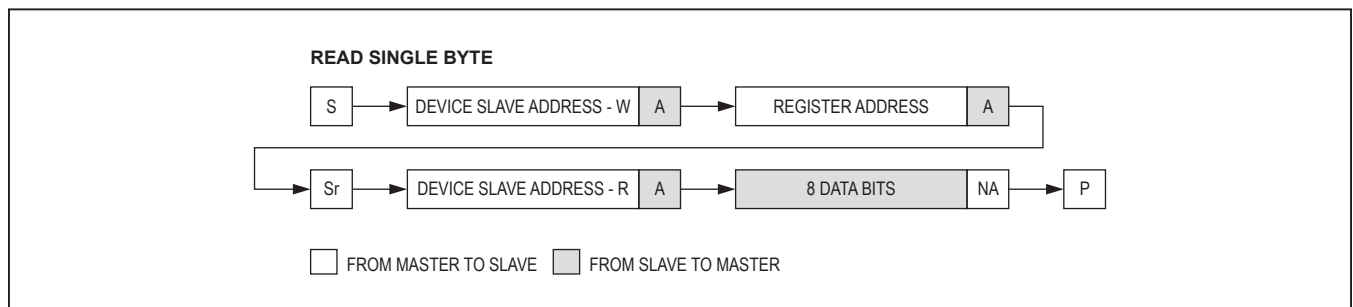 READ SINGLE BYTE
S DEVICE SLAVE ADDRESS - W A REGISTER ADDRESS A
Sr DEVICE SLAVE ADDRESS - R A 8 DATA BITS NA P
FROM MASTER TO SLAVE FROM SLAVE TO MASTER